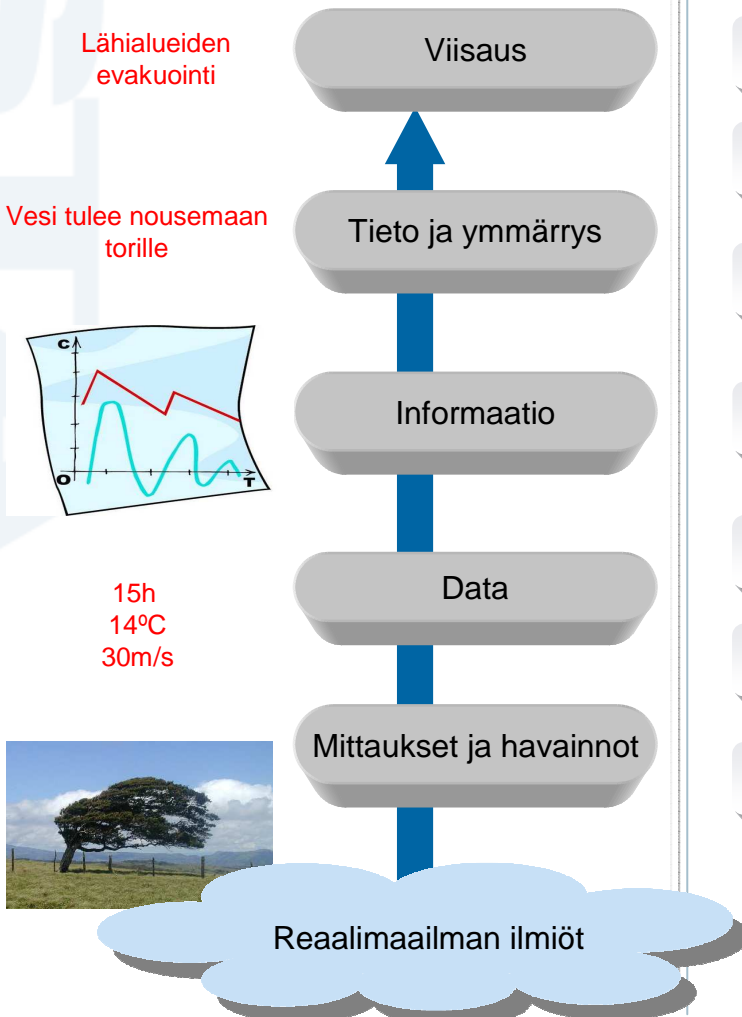 Lähialueiden
evakuointi
Viisaus
Vesi tulee nousemaan
torille
Tieto ja ymmärrys
C
O
T
Informaatio
15h
14ºC
30m/s
Data
Mittaukset ja havainnot
Reaalimaailman ilmiöt